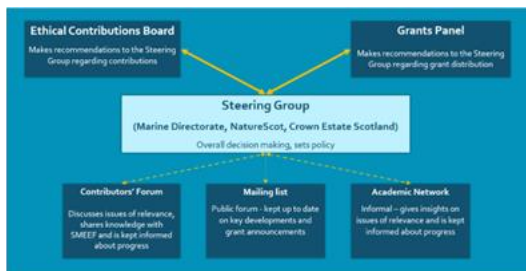 Ethical Contributions Board
Makes recommendations to the Steering
Group regarding contributions
Grants Panel
Makes recommendations to the Steering
Group regarding grant distribution
Steering Group
(Marine Directorate, NatureScot, Crown Estate Scotland)
Overall decision making, sets policy
Contributors' Forum
Discusses issues of relevance,
shares knowledge with
SMEEF and is kept informed
about progress
Mailing list
Public forum - kept up to date
on key developments and
grant announcements
Academic Network
Informal – gives insights on
issues of relevance and is kept
informed about progress